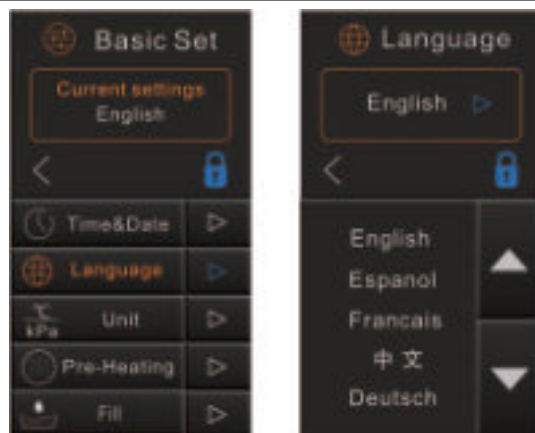 Basic Set
Current settings
English
Time&Date
Language
℃
kPa
Unit
Pre-Heating
Fill
Language
English
English
Espanol
Francais
中文
Deutsch